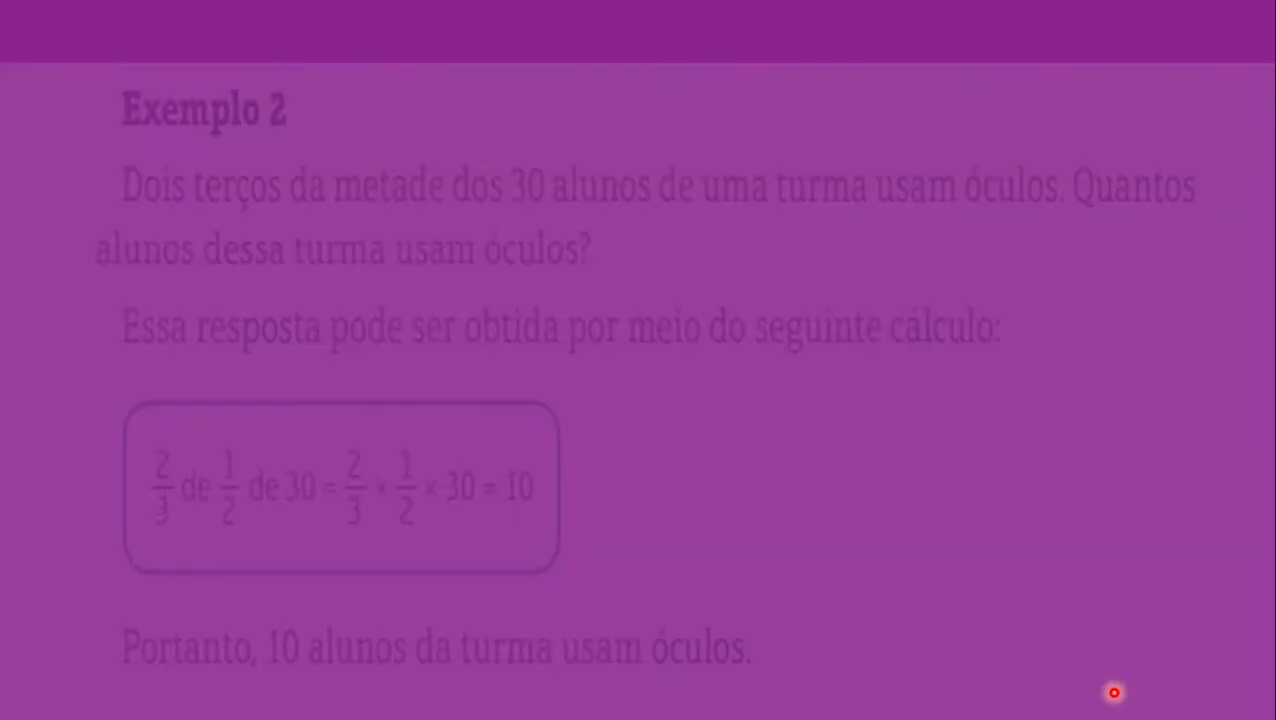 Exemplo 2
Dois terços da metade dos 30 alunos de uma turma usam óculos. Quantos
alunos dessa turma usam óculos?
Essa resposta pode ser obtida por meio do seguinte cálculo:
2/3 de 1/2 de 30 = 2/3 × 1/2 × 30 = 10
Portanto, 10 alunos da turma usam óculos.